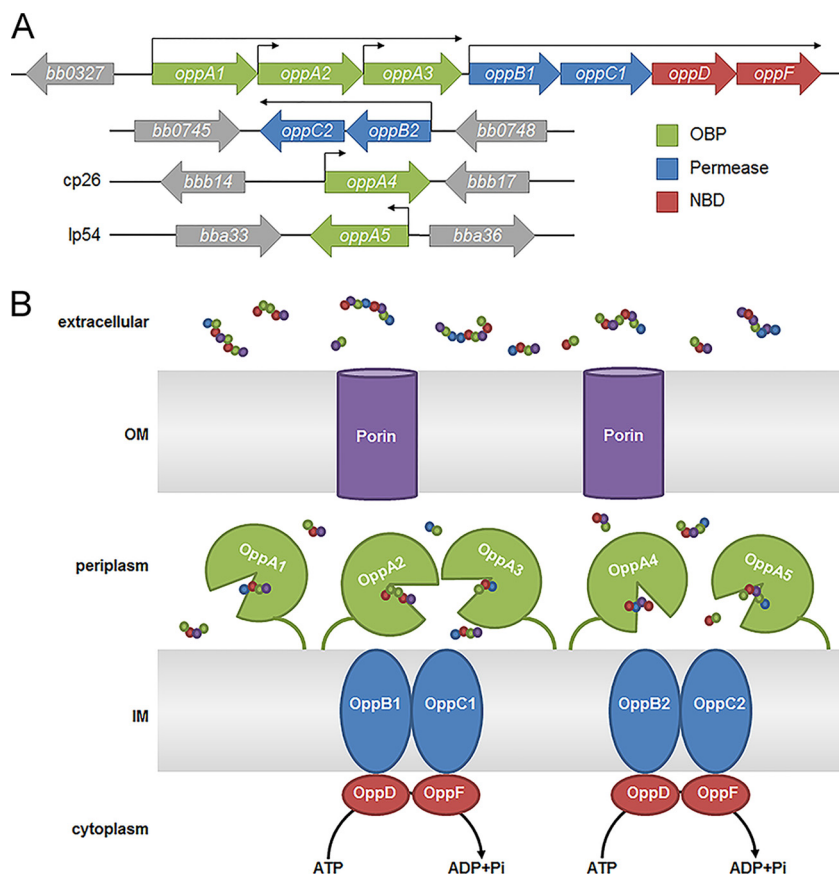 A
bb0327 oppA1 oppA2 oppA3 oppB1 oppC1 oppD oppF
bb0745 oppC2 oppB2 bb0748
OBP
Permease
NBD
cp26 bbb14 oppA4 bbb17
lp54 bba33 oppA5 bba36
B
extracellular
OM Porin Porin
periplasm OppA1 OppA2 OppA3 OppA4 OppA5
IM OppB1 OppC1 OppB2 OppC2
OppD OppF OppD OppF
cytoplasm
ATP ADP+Pi ATP ADP+Pi